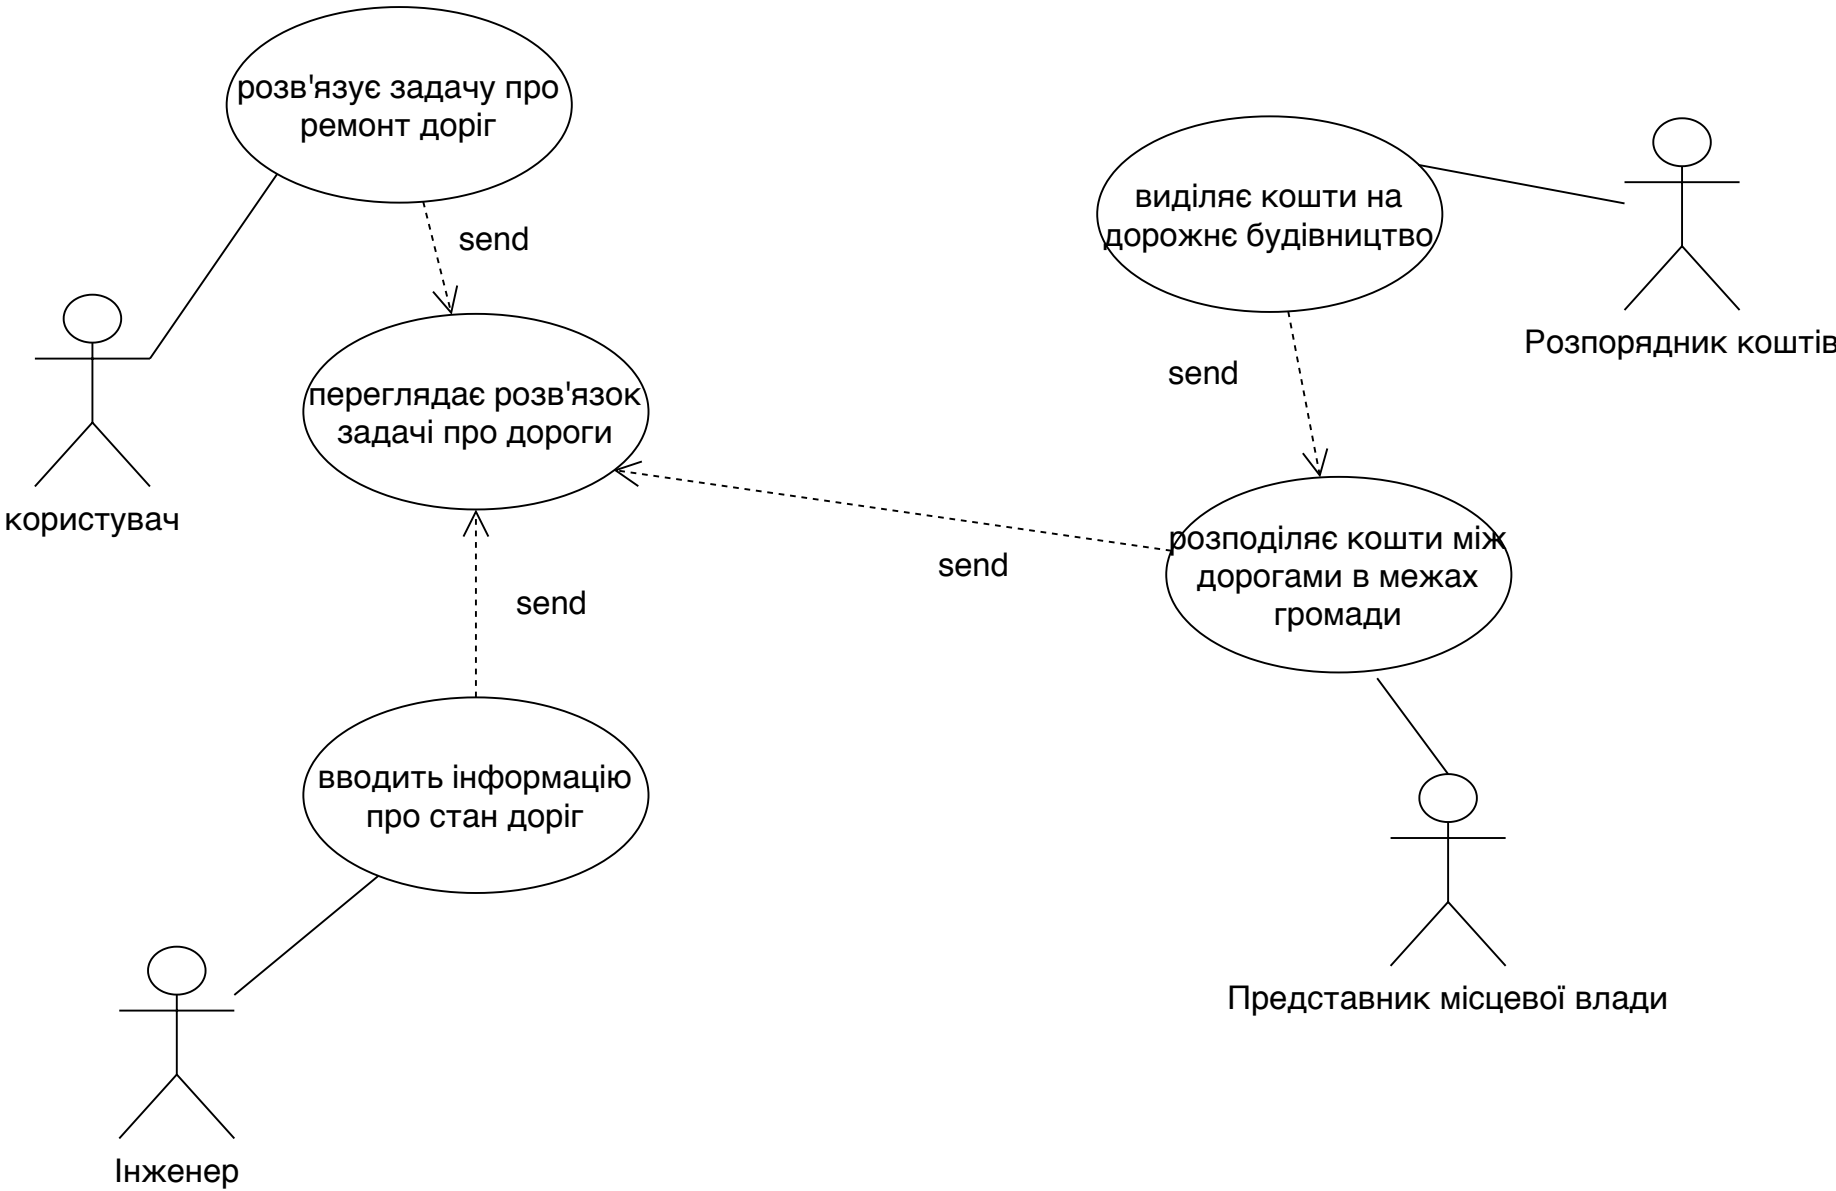 розв'язує задачу про
ремонт доріг
виділяє кошти на
дорожнє будівництво
send
Розпорядник коштів
send
переглядає розв'язок
задачі про дороги
користувач
розподіляє кошти між
дорогами в межах
громади
send
send
вводить інформацію
про стан доріг
Представник місцевої влади
Інженер